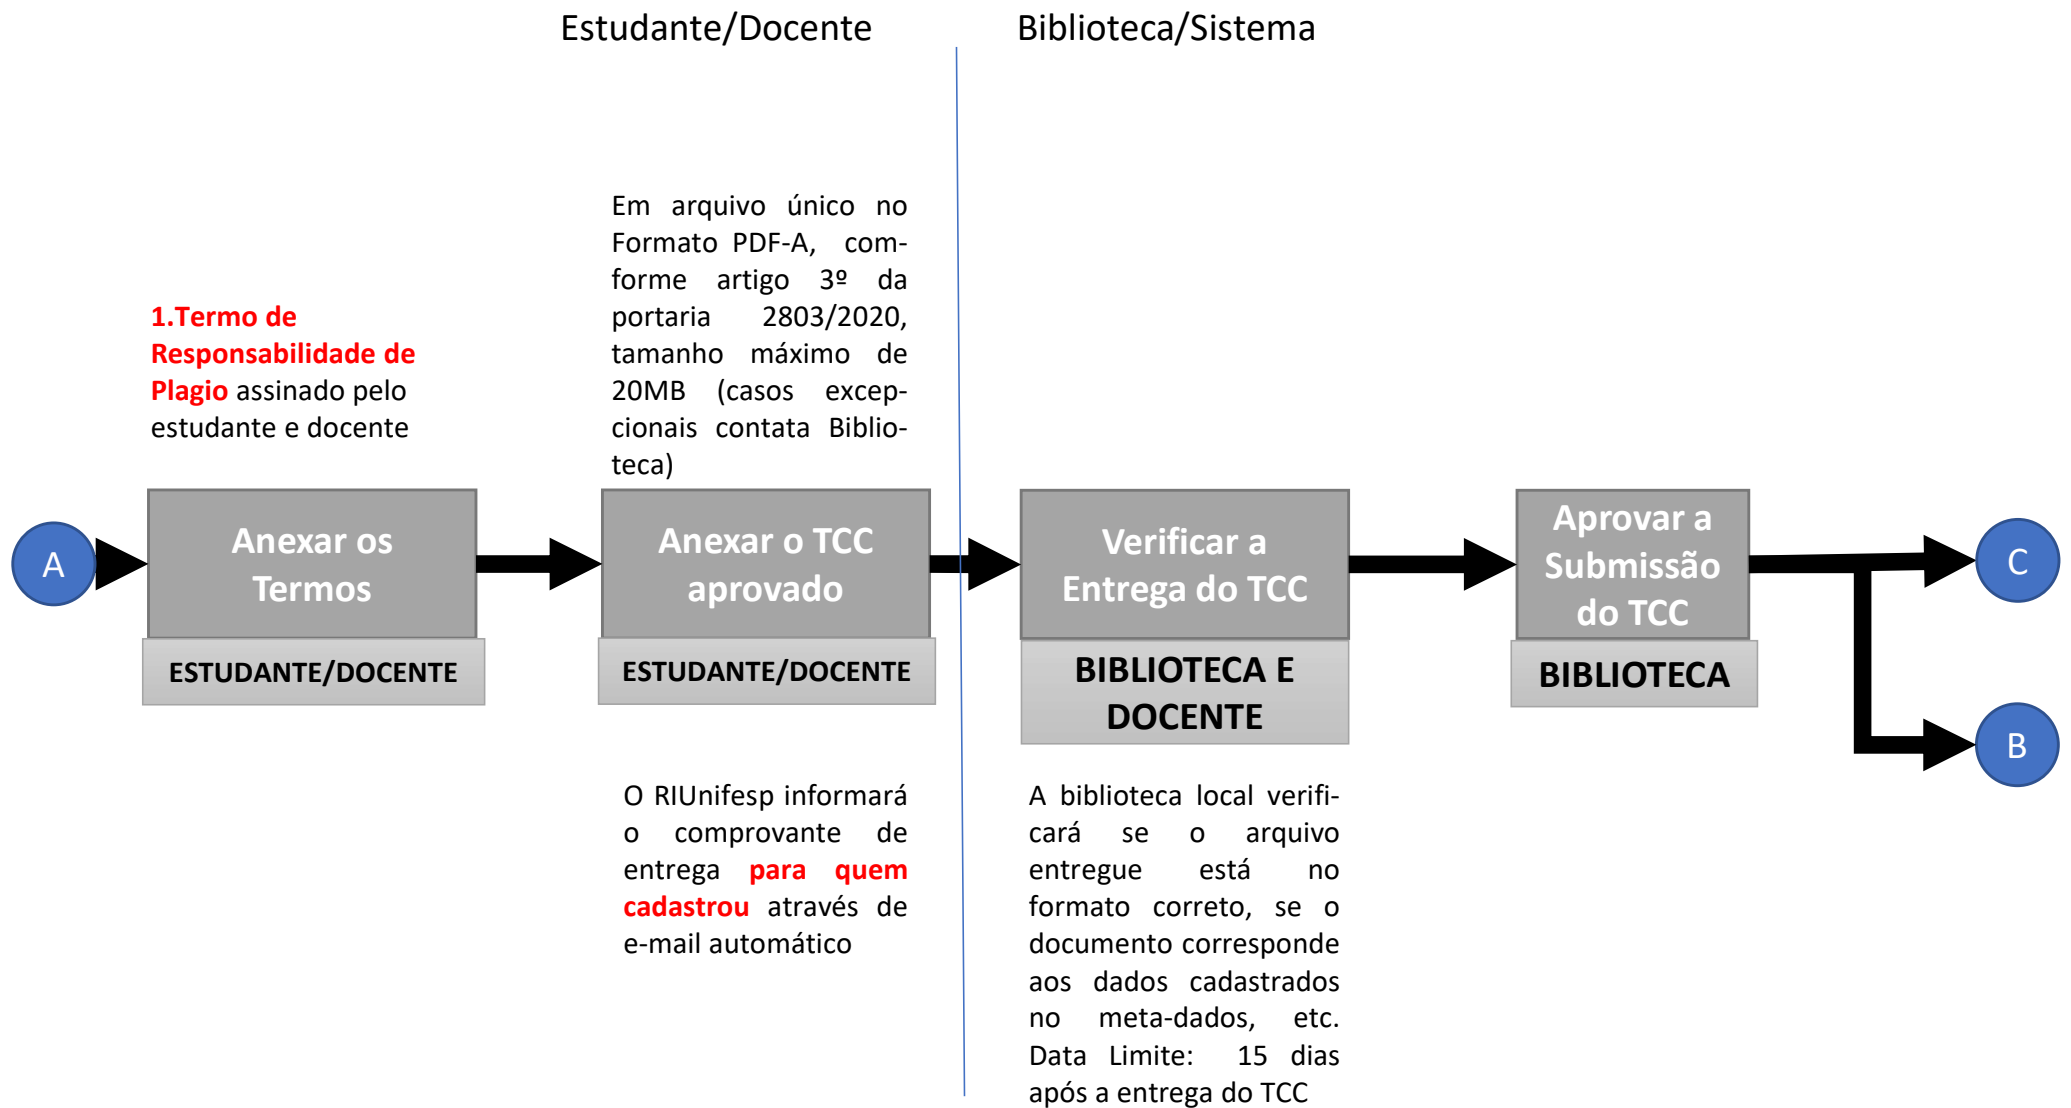 Estudante/Docente
Biblioteca/Sistema
1.Termo de
Responsabilidade de
Plagio assinado pelo
estudante e docente
Em arquivo único no
Formato PDF-A, com-
forme artigo 3º da
portaria 2803/2020,
tamanho máximo de
20MB (casos excep-
cionais contata Biblio-
teca)
A
Anexar os
Termos
ESTUDANTE/DOCENTE
Anexar o TCC
aprovado
ESTUDANTE/DOCENTE
Verificar a
Entrega do TCC
BIBLIOTECA E
DOCENTE
Aprovar a
Submissão
do TCC
BIBLIOTECA
C
B
O RIUnifesp informará
o comprovante de
entrega para quem
cadastrou através de
e-mail automático
A biblioteca local verifi-
cará se o arquivo
entregue está no
formato correto, se o
documento corresponde
aos dados cadastrados
no meta-dados, etc.
Data Limite: 15 dias
após a entrega do TCC